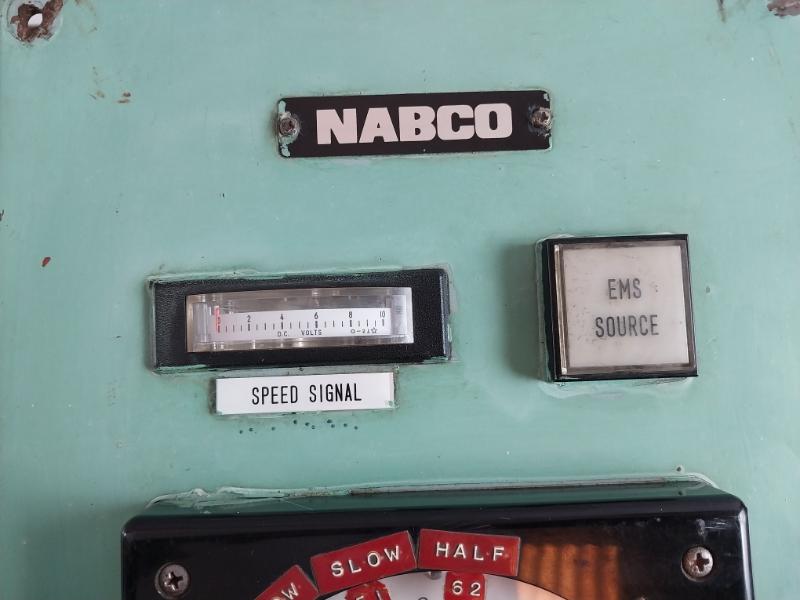 NABCO
2 4 6 8 10
D.C. VOLTS
EMS
SOURCE
SPEED SIGNAL
SLOW
HALF
62